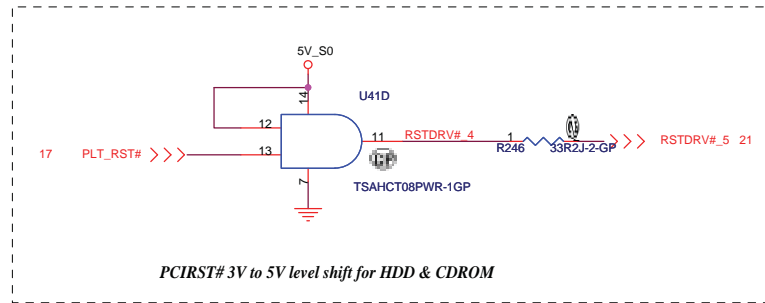 5V_S0
14
U41D
12
11
RSTDRV#_4
1
17
PLT_RST#
13
R246
33R2J-2-GP
RSTDRV#_5
21
7
TSAHCT08PWR-1GP
PCIRST# 3V to 5V level shift for HDD & CDROM